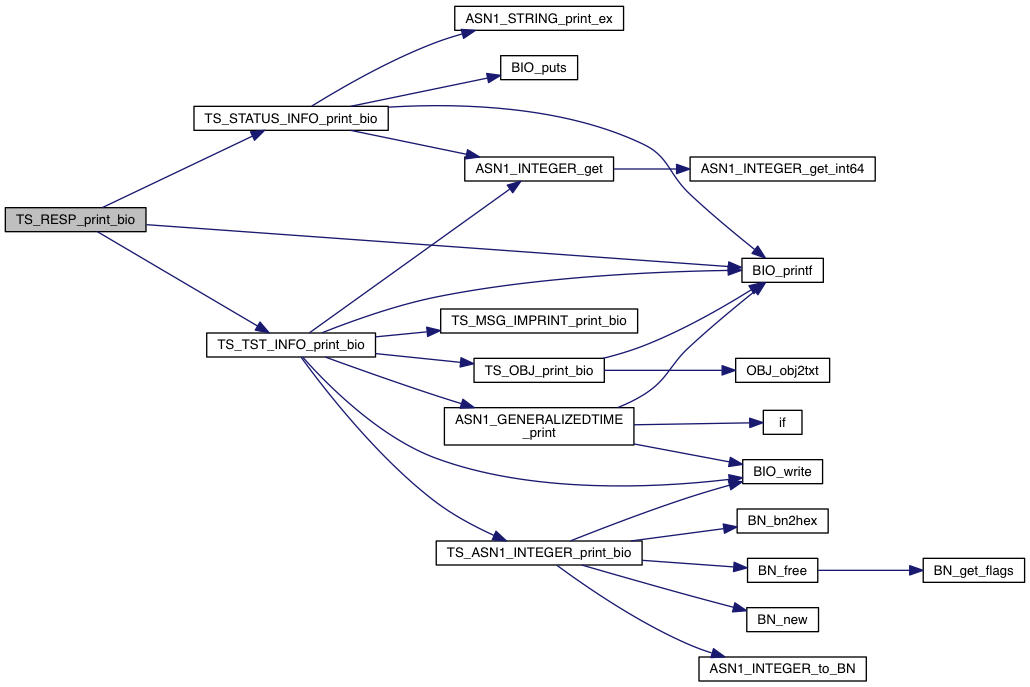 ASN1_STRING_print_ex
BIO_puts
TS_STATUS_INFO_print_bio
ASN1_INTEGER_get
ASN1_INTEGER_get_int64
TS_RESP_print_bio
BIO_printf
TS_MSG_IMPRINT_print_bio
TS_TST_INFO_print_bio
TS_OBJ_print_bio
OBJ_obj2txt
ASN1_GENERALIZEDTIME
_print
if
BIO_write
BN_bn2hex
TS_ASN1_INTEGER_print_bio
BN_free
BN_get_flags
BN_new
ASN1_INTEGER_to_BN